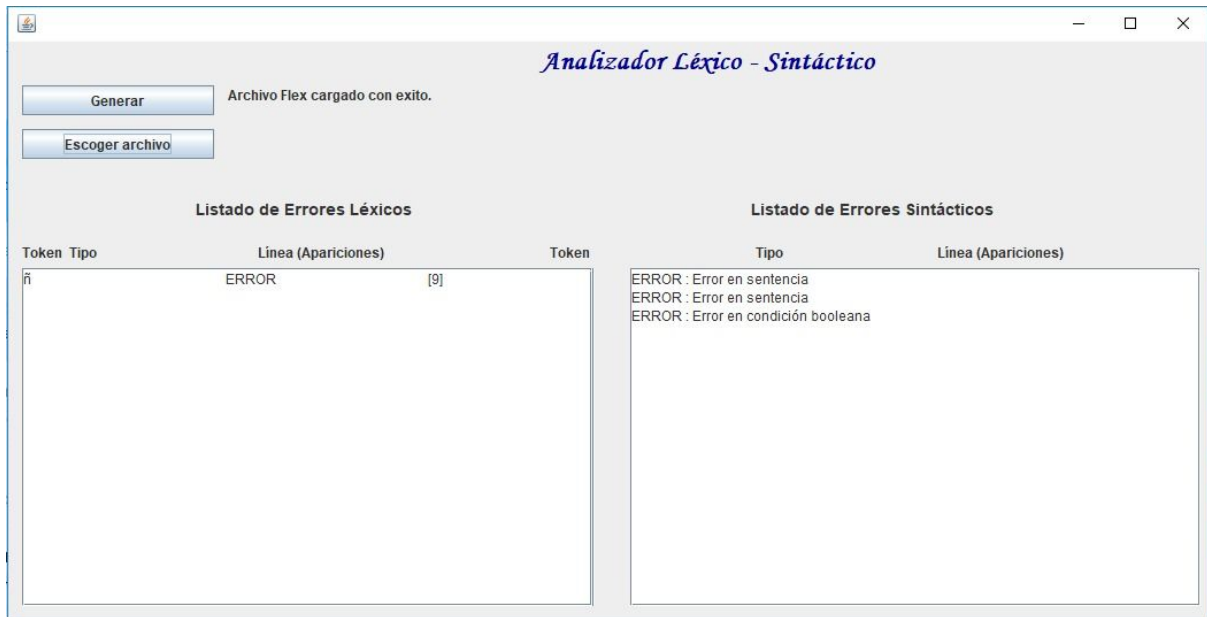 Analizador Léxico - Sintáctico
Generar
Archivo Flex cargado con exito.
Escoger archivo
Listado de Errores Léxicos
Token Tipo Línea (Apariciones) Token
ñ ERROR [9]
Listado de Errores Sintácticos
Tipo Línea (Apariciones)
ERROR : Error en sentencia
ERROR : Error en sentencia
ERROR : Error en condición booleana